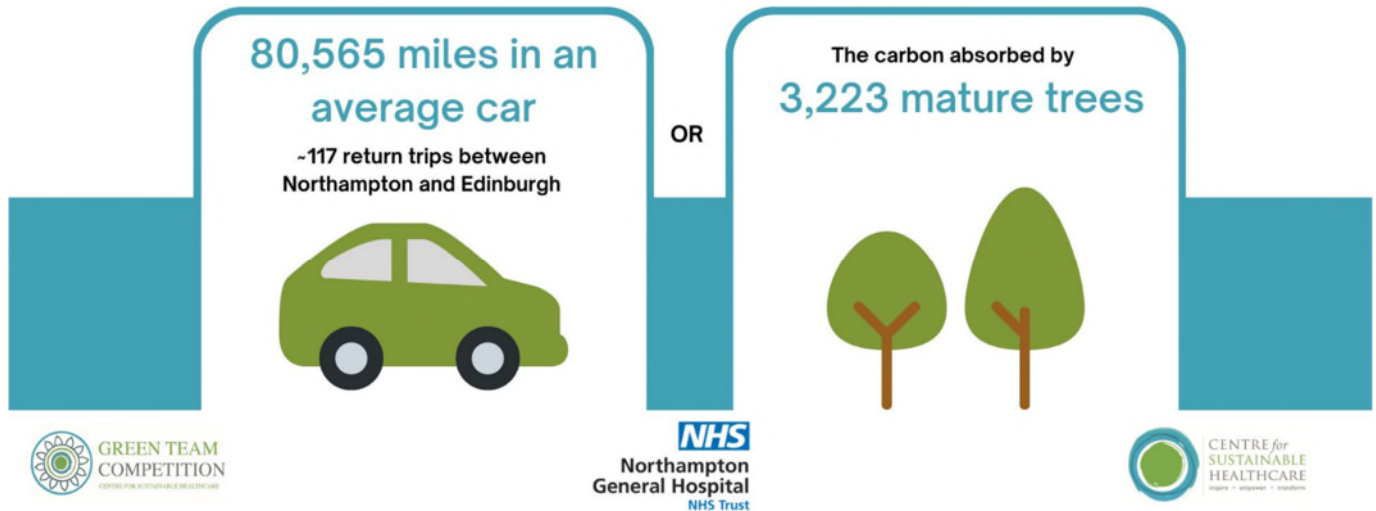 80,565 miles in an
average car
~117 return trips between
Northampton and Edinburgh
OR
The carbon absorbed by
3,223 mature trees
GREEN TEAM
COMPETITION
CENTRE FOR SUSTAINABLE HEALTHCARE
NHS
Northampton
General Hospital
NHS Trust
CENTRE for
SUSTAINABLE
HEALTHCARE
inspire • empower • transform